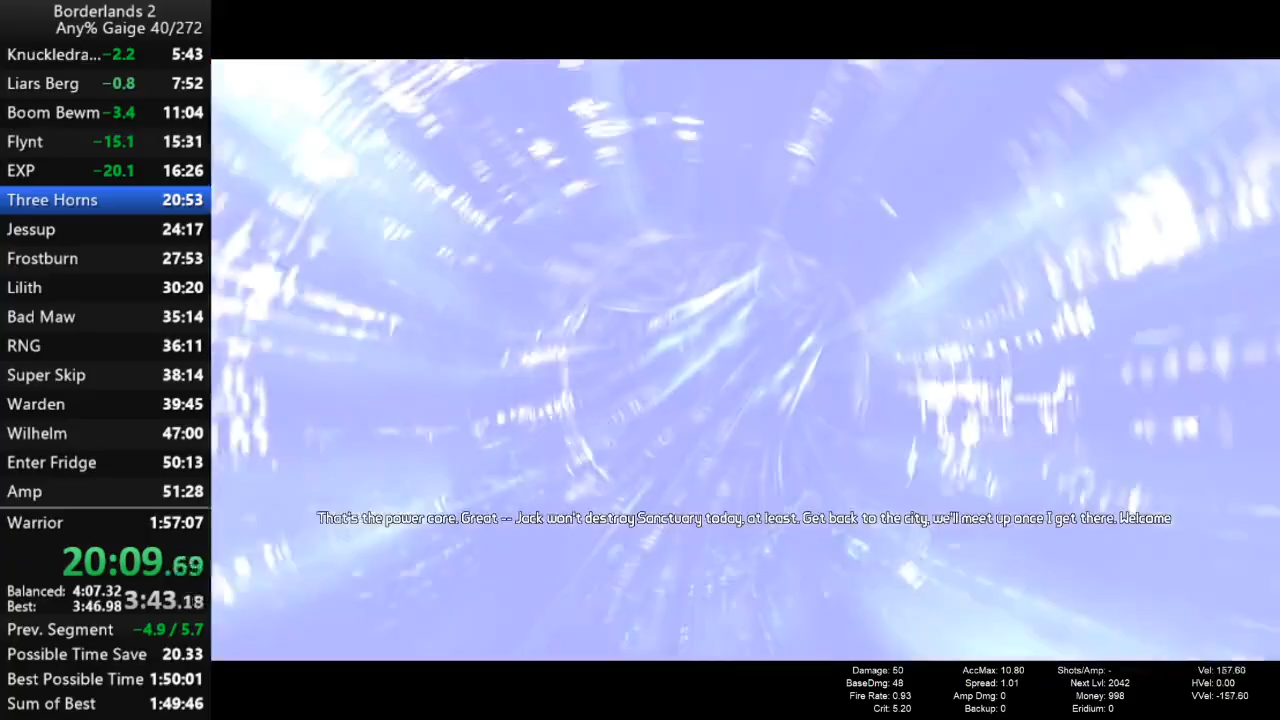 Borderlands 2
Any% Gaige 40/272
Knuckledra... −2.2 5:43
Liars Berg −0.8 7:52
Boom Bewm −3.4 11:04
Flynt −15.1 15:31
EXP −20.1 16:26
Three Horns 20:53
Jessup 24:17
Frostburn 27:53
Lilith 30:20
Bad Maw 35:14
RNG 36:11
Super Skip 38:14
Warden 39:45
Wilhelm 47:00
Enter Fridge 50:13
Amp 51:28
Warrior 1:57:07
20:09.69
Balanced: 4:07.32
Best: 3:46.98 3:43.18
Prev. Segment −4.9 / 5.7
Possible Time Save 20.33
Best Possible Time 1:50:01
Sum of Best 1:49:46
That's the power core. Great -- Jack won't destroy Sanctuary today, at least. Get back to the city, we'll meet up once I get there. Welcome
Damage: 50 AccMax: 10.80 Shots/Amp: - Vel: 157.60
BaseDmg: 48 Spread: 1.01 Next Lvl: 2042 HVel: 0.00
Fire Rate: 0.93 Amp Dmg: 0 Money: 998 VVel: -157.60
Crit: 5.20 Backup: 0 Eridium: 0